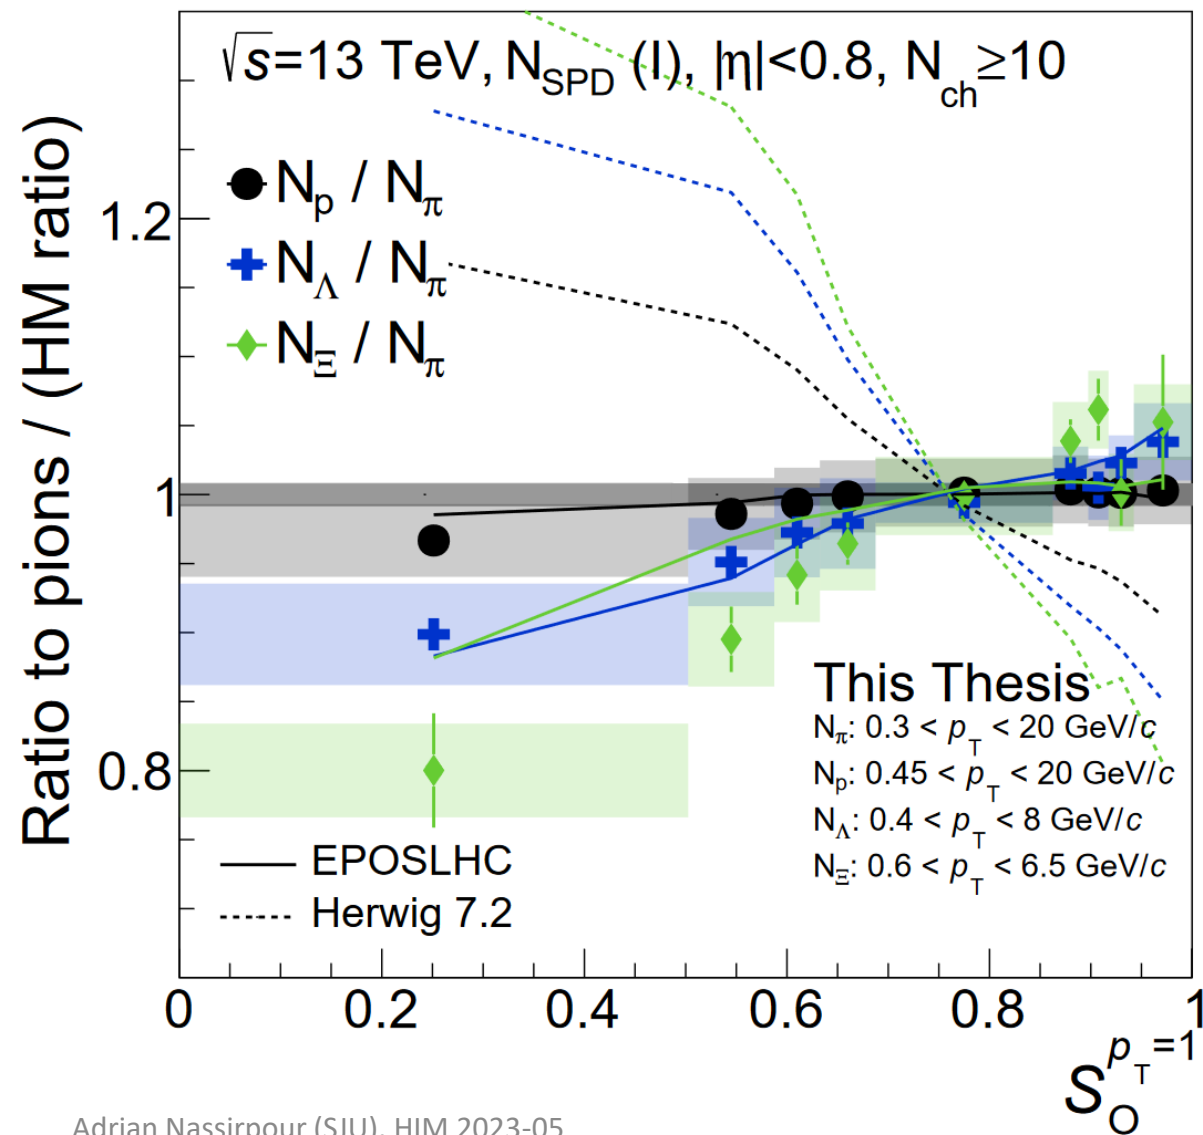 √s=13 TeV, N_SPD (I), |η|<0.8, N_ch≥10
N_p / N_π
N_Λ / N_π
N_Ξ / N_π
Ratio to pions / (HM ratio)
1.2
1
0.8
This Thesis
N_π: 0.3 < p_T < 20 GeV/c
N_p: 0.45 < p_T < 20 GeV/c
N_Λ: 0.4 < p_T < 8 GeV/c
N_Ξ: 0.6 < p_T < 6.5 GeV/c
EPOSLHC
Herwig 7.2
0 0.2 0.4 0.6 0.8 1
S_O^{p_T=1}
Adrian Nassirpour (SJU), HIM 2023-05